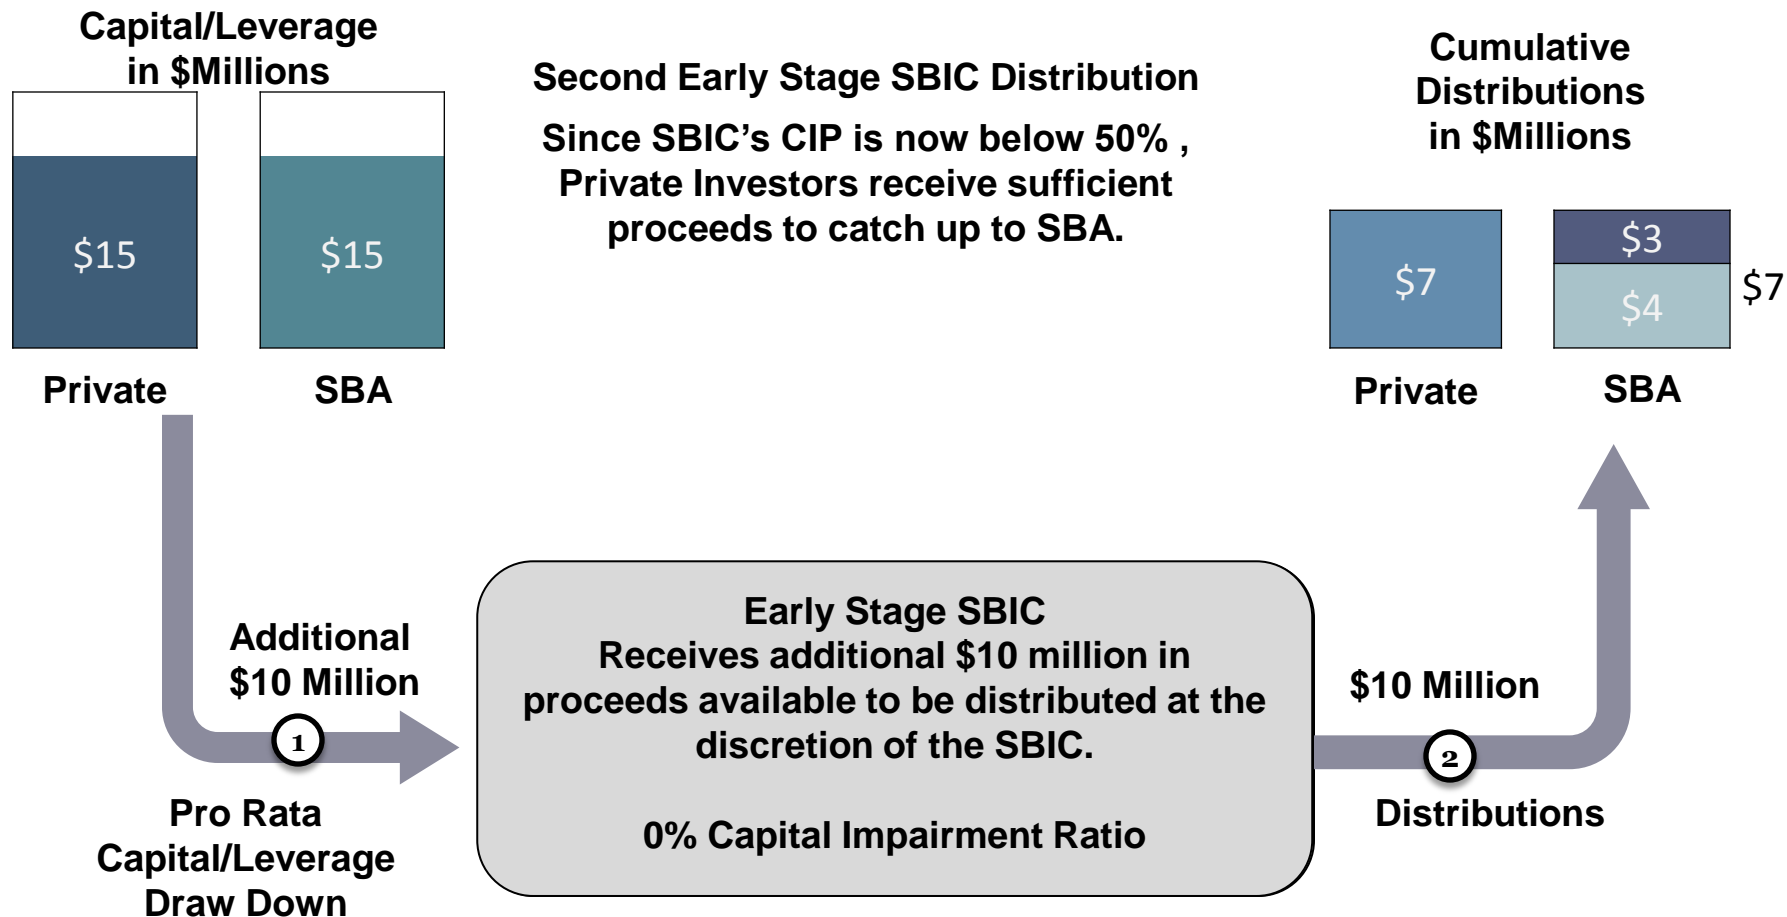 Capital/Leverage
in $Millions
$15
$15
Private
SBA
Second Early Stage SBIC Distribution
Since SBIC’s CIP is now below 50% ,
Private Investors receive sufficient
proceeds to catch up to SBA.
Cumulative
Distributions
in $Millions
$7
$3
$4
$7
Private
SBA
Additional
$10 Million
1
Pro Rata
Capital/Leverage
Draw Down
Early Stage SBIC
Receives additional $10 million in
proceeds available to be distributed at the
discretion of the SBIC.
0% Capital Impairment Ratio
$10 Million
2
Distributions